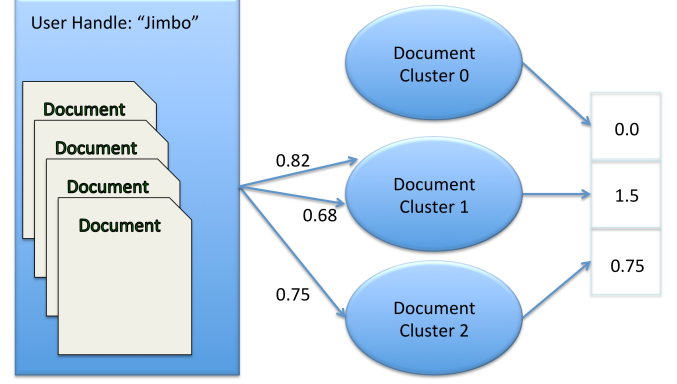 User Handle: “Jimbo”
Document
Document
Document
Document
0.82
0.68
0.75
Document
Cluster 0
Document
Cluster 1
Document
Cluster 2
0.0
1.5
0.75